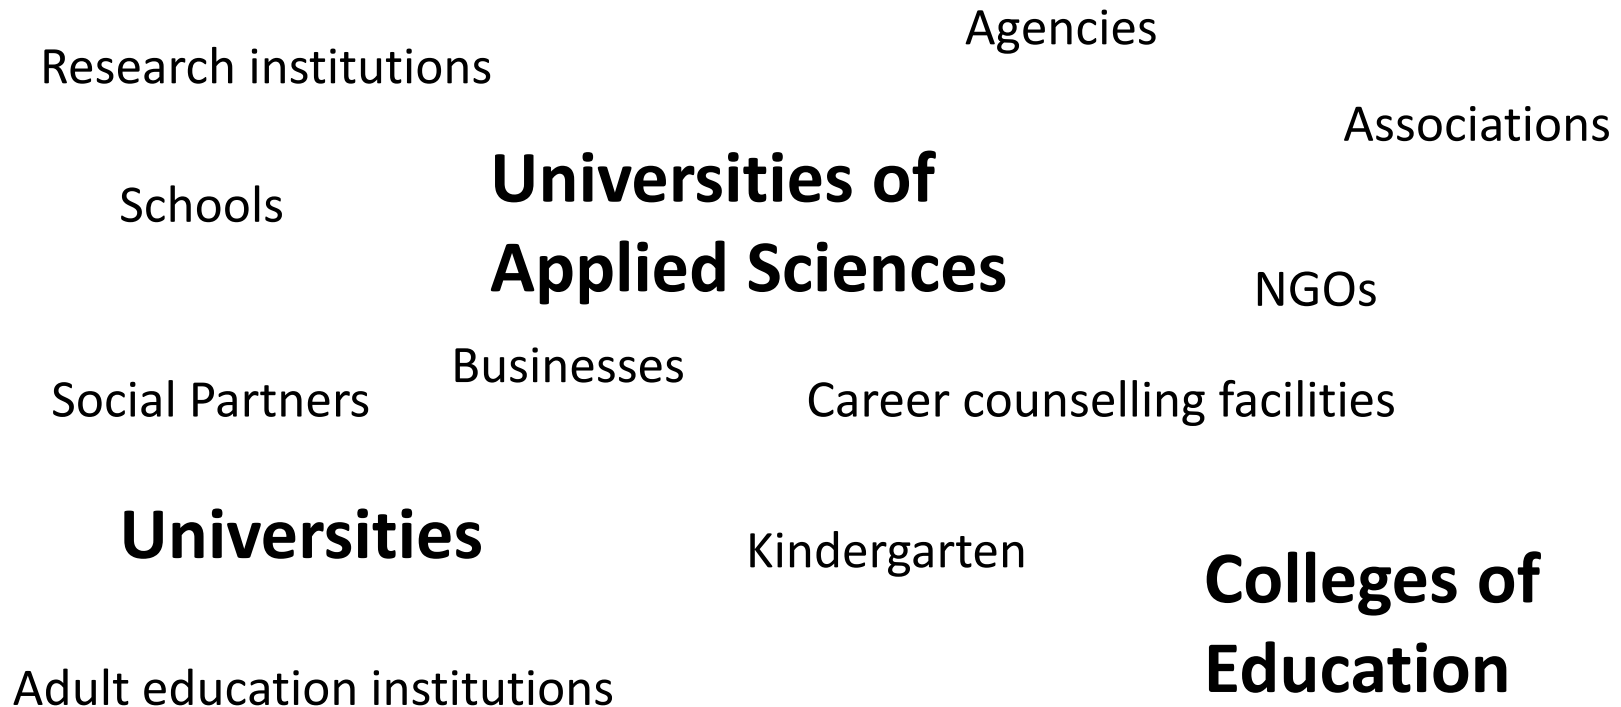 Agencies
Research institutions
Associations
Universities of
Applied Sciences
Schools
NGOs
Businesses
Social Partners
Career counselling facilities
Universities
Kindergarten
Colleges of
Education
Adult education institutions